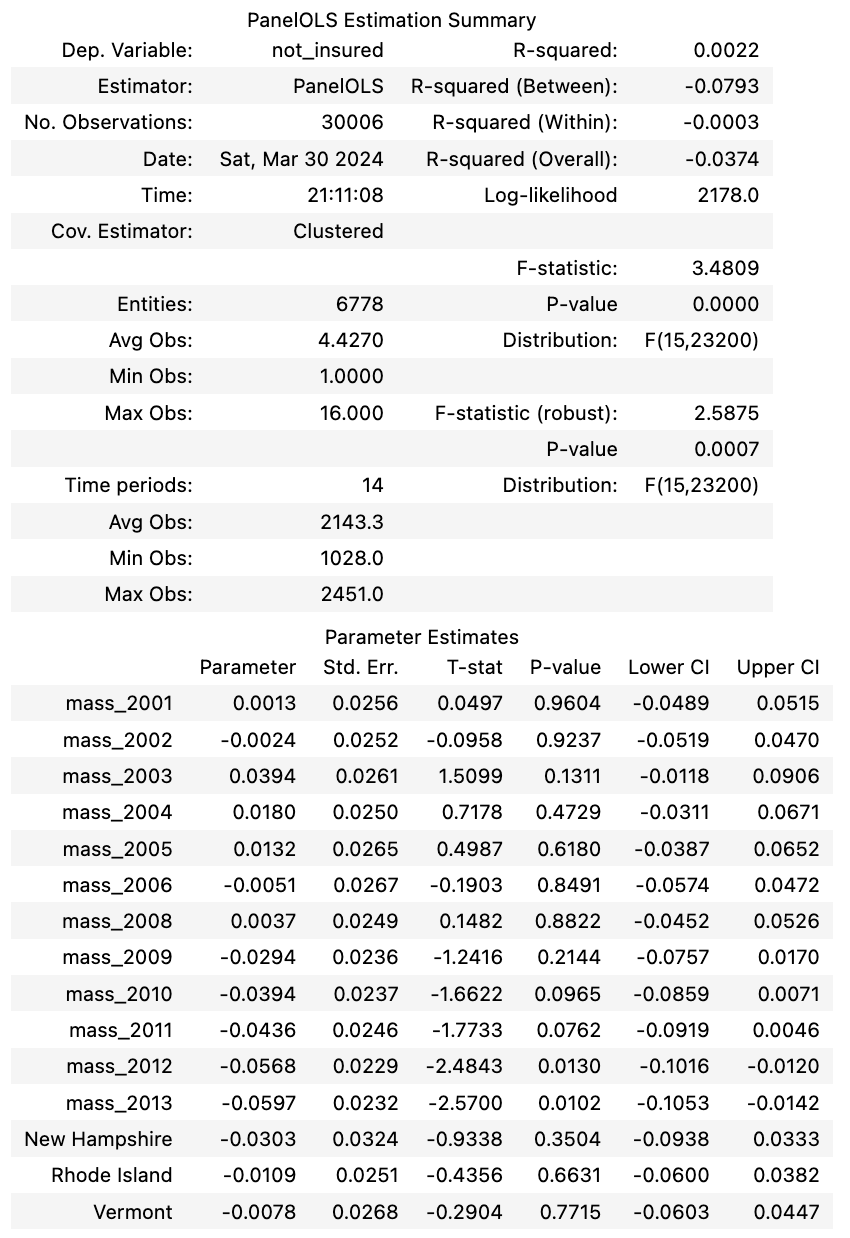 PanelOLS Estimation Summary
Dep. Variable: not_insured R-squared: 0.0022
Estimator: PanelOLS R-squared (Between): -0.0793
No. Observations: 30006 R-squared (Within): -0.0003
Date: Sat, Mar 30 2024 R-squared (Overall): -0.0374
Time: 21:11:08 Log-likelihood 2178.0
Cov. Estimator: Clustered
F-statistic: 3.4809
Entities: 6778 P-value 0.0000
Avg Obs: 4.4270 Distribution: F(15,23200)
Min Obs: 1.0000
Max Obs: 16.000 F-statistic (robust): 2.5875
P-value 0.0007
Time periods: 14 Distribution: F(15,23200)
Avg Obs: 2143.3
Min Obs: 1028.0
Max Obs: 2451.0
Parameter Estimates
Parameter Std. Err. T-stat P-value Lower CI Upper CI
mass_2001 0.0013 0.0256 0.0497 0.9604 -0.0489 0.0515
mass_2002 -0.0024 0.0252 -0.0958 0.9237 -0.0519 0.0470
mass_2003 0.0394 0.0261 1.5099 0.1311 -0.0118 0.0906
mass_2004 0.0180 0.0250 0.7178 0.4729 -0.0311 0.0671
mass_2005 0.0132 0.0265 0.4987 0.6180 -0.0387 0.0652
mass_2006 -0.0051 0.0267 -0.1903 0.8491 -0.0574 0.0472
mass_2008 0.0037 0.0249 0.1482 0.8822 -0.0452 0.0526
mass_2009 -0.0294 0.0236 -1.2416 0.2144 -0.0757 0.0170
mass_2010 -0.0394 0.0237 -1.6622 0.0965 -0.0859 0.0071
mass_2011 -0.0436 0.0246 -1.7733 0.0762 -0.0919 0.0046
mass_2012 -0.0568 0.0229 -2.4843 0.0130 -0.1016 -0.0120
mass_2013 -0.0597 0.0232 -2.5700 0.0102 -0.1053 -0.0142
New Hampshire -0.0303 0.0324 -0.9338 0.3504 -0.0938 0.0333
Rhode Island -0.0109 0.0251 -0.4356 0.6631 -0.0600 0.0382
Vermont -0.0078 0.0268 -0.2904 0.7715 -0.0603 0.0447